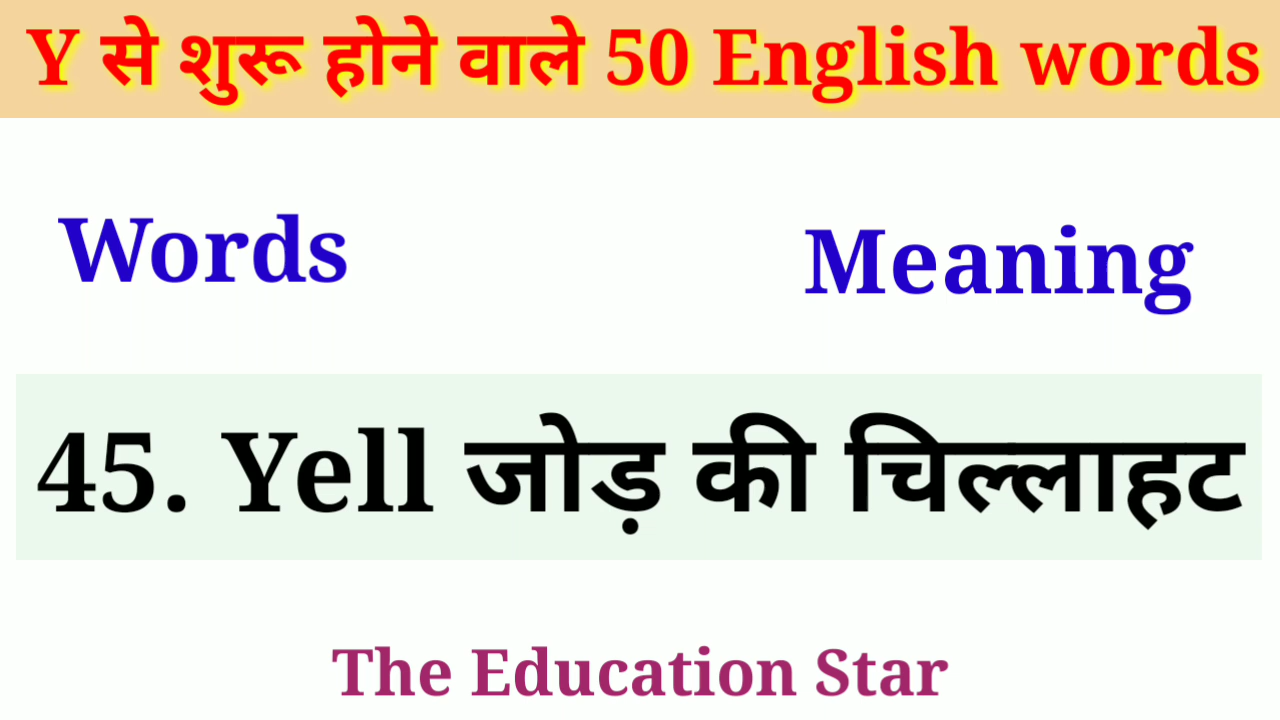 Y से शुरू होने वाले 50 English words
Words
Meaning
45. Yell जोड़ की चिल्लाहट
The Education Star